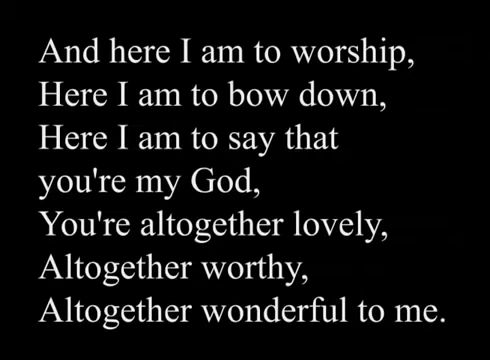 And here I am to worship,
Here I am to bow down,
Here I am to say that
you're my God,
You're altogether lovely,
Altogether worthy,
Altogether wonderful to me.